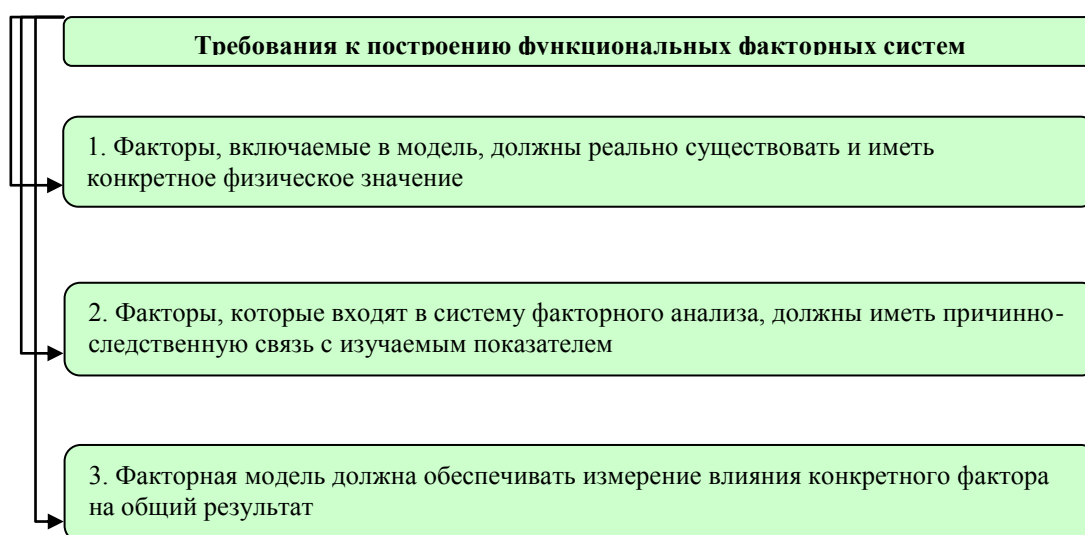 Требования к построению функциональных факторных систем
1. Факторы, включаемые в модель, должны реально существовать и иметь
конкретное физическое значение
2. Факторы, которые входят в систему факторного анализа, должны иметь причинно-
следственную связь с изучаемым показателем
3. Факторная модель должна обеспечивать измерение влияния конкретного фактора
на общий результат